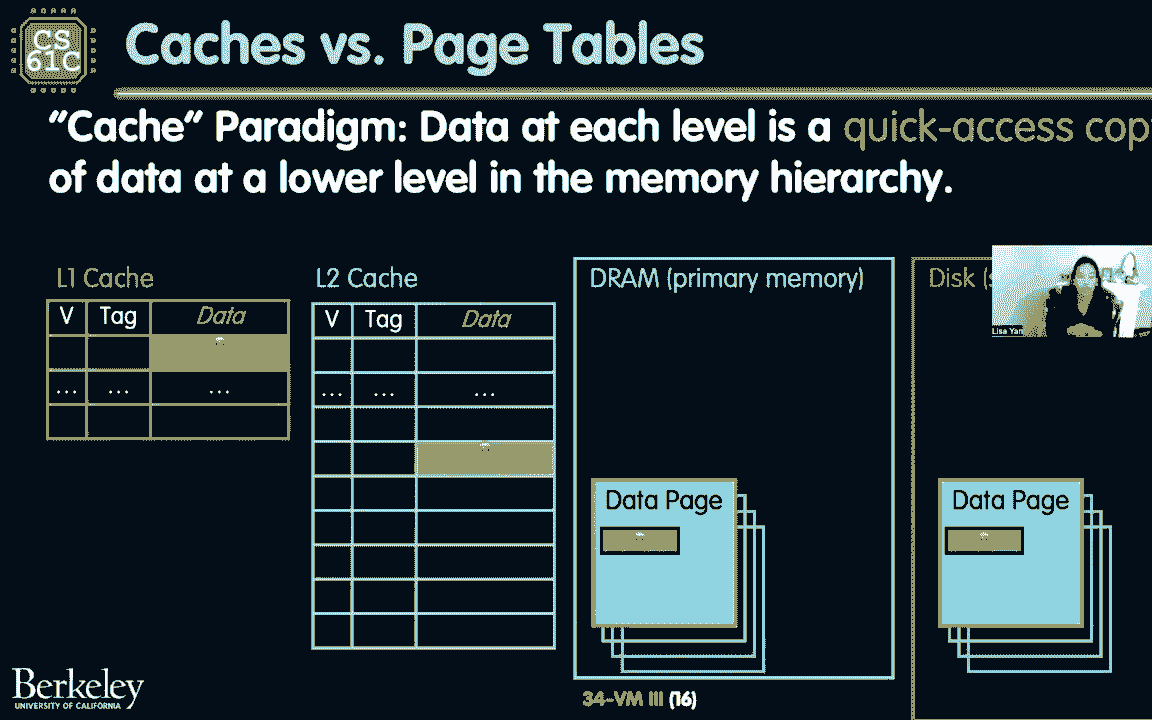 CS
61C
Caches vs. Page Tables
“Cache” Paradigm: Data at each level is a quick-access cop
of data at a lower level in the memory hierarchy.
L1 Cache
V Tag Data
... ... ...
L2 Cache
V Tag Data
... ... ...
DRAM (primary memory)
Data Page
Disk (s
Data Page
Lisa Yan
Berkeley
UNIVERSITY OF CALIFORNIA
34-VM III (16)